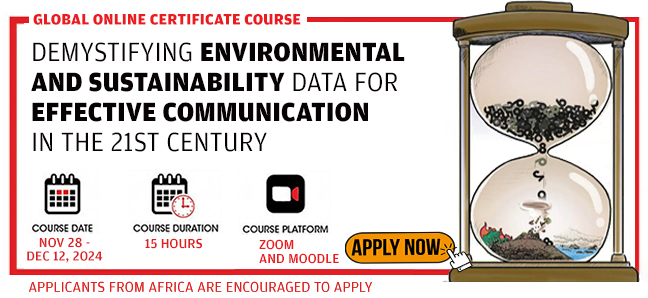 GLOBAL ONLINE CERTIFICATE COURSE
DEMYSTIFYING ENVIRONMENTAL
AND SUSTAINABILITY DATA FOR
EFFECTIVE COMMUNICATION
IN THE 21ST CENTURY
COURSE DATE
NOV 28 -
DEC 12, 2024
COURSE DURATION
15 HOURS
COURSE PLATFORM
ZOOM
AND MOODLE
APPLY NOW
APPLICANTS FROM AFRICA ARE ENCOURAGED TO APPLY